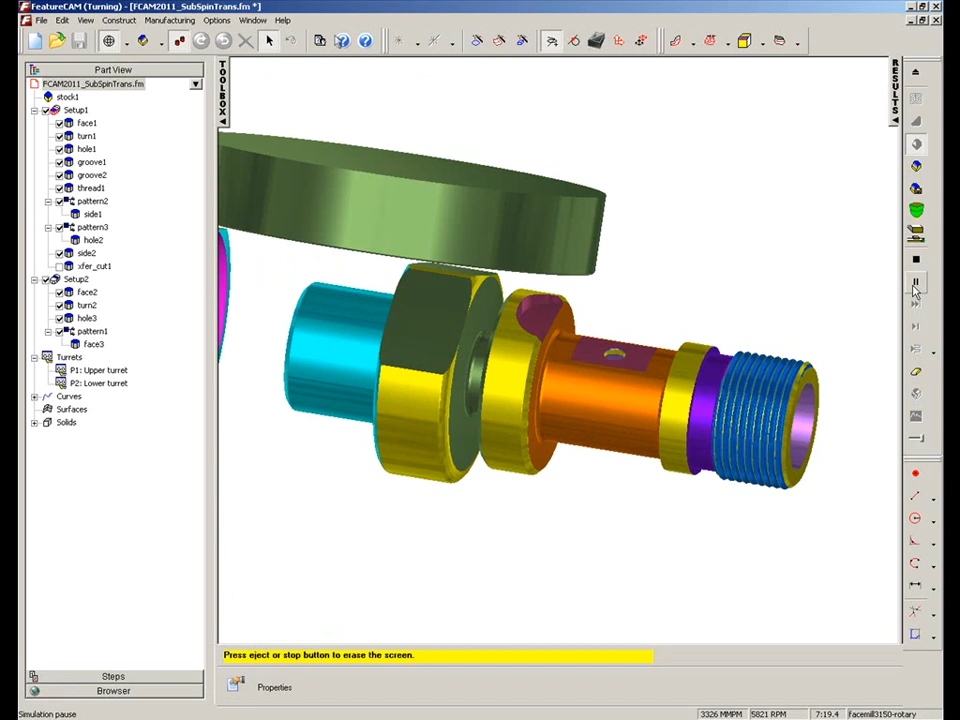 FeatureCAM (Turning) - [FCAM2011_SubSpinTrans.fm *]
File Edit View Construct Manufacturing Options Window Help
Part View
TOOLBOX
RESULTS
FCAM2011_SubSpinTrans.fm
stock1
Setup1
face1
turn1
hole1
groove1
groove2
thread1
pattern2
side1
pattern3
hole2
side2
xfer_cut1
Setup2
face2
turn2
hole3
pattern1
face3
Turrets
P1: Upper turret
P2: Lower turret
Curves
Surfaces
Solids
Press eject or stop button to erase the screen.
Steps
Properties
Browser
Simulation pause
3326 MMPM 5821 RPM 7:19.4 facemill3150-rotary